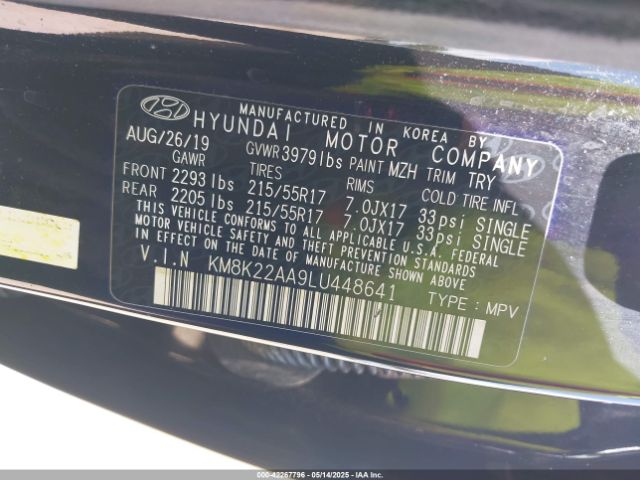 MANUFACTURED IN KOREA BY
HYUNDAI MOTOR COMPANY
AUG/26/19 GVWR 3979 lbs PAINT MZH TRIM TRY
GAWR TIRES RIMS COLD TIRE INFL
FRONT 2293 lbs 215/55R17 7.0JX17 33psi SINGLE
REAR 2205 lbs 215/55R17 7.0JX17 33psi SINGLE
THIS VEHICLE CONFORMS TO ALL APPLICABLE U.S.A. FEDERAL
MOTOR VEHICLE SAFETY AND THEFT PREVENTION STANDARDS
IN EFFECT ON THE DATE OF MANUFACTURE SHOWN ABOVE.
V.I.N KM8K22AA9LU448641 TYPE : MPV
000-42267796 - 05/14/2025 - IAAI.COM